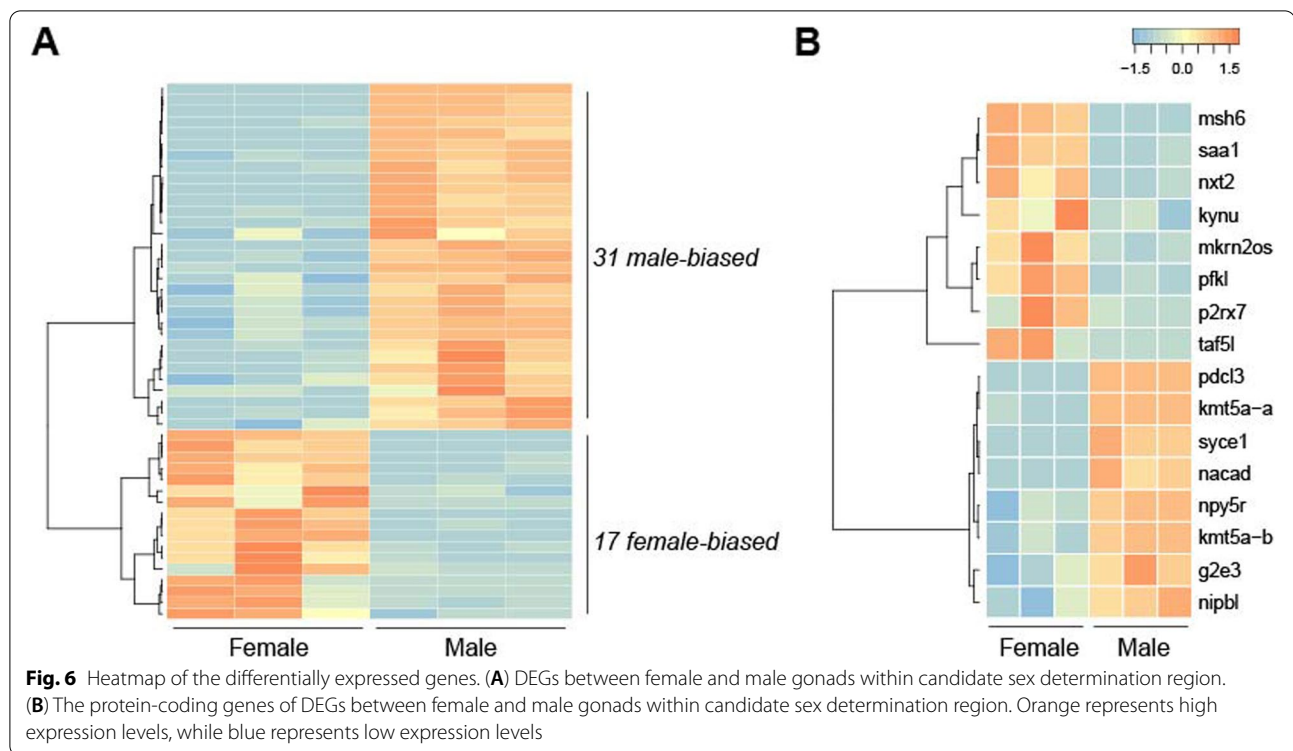 A
B
−1.5 0.0 1.5
31 male-biased
17 female-biased
Female Male
msh6
saa1
nxt2
kynu
mkrn2os
pfkl
p2rx7
taf5l
pdcl3
kmt5a−a
syce1
nacad
npy5r
kmt5a−b
g2e3
nipbl
Female Male
Fig. 6 Heatmap of the differentially expressed genes. (A) DEGs between female and male gonads within candidate sex determination region.
(B) The protein-coding genes of DEGs between female and male gonads within candidate sex determination region. Orange represents high
expression levels, while blue represents low expression levels